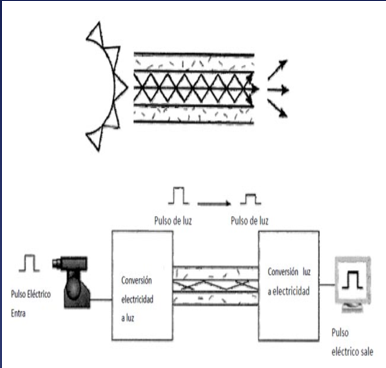 Pulso de luz
Pulso de luz
Pulso Eléctrico
Entra
Conversión
electricidad
a luz
Conversión luz
a electricidad
Pulso
eléctrico sale